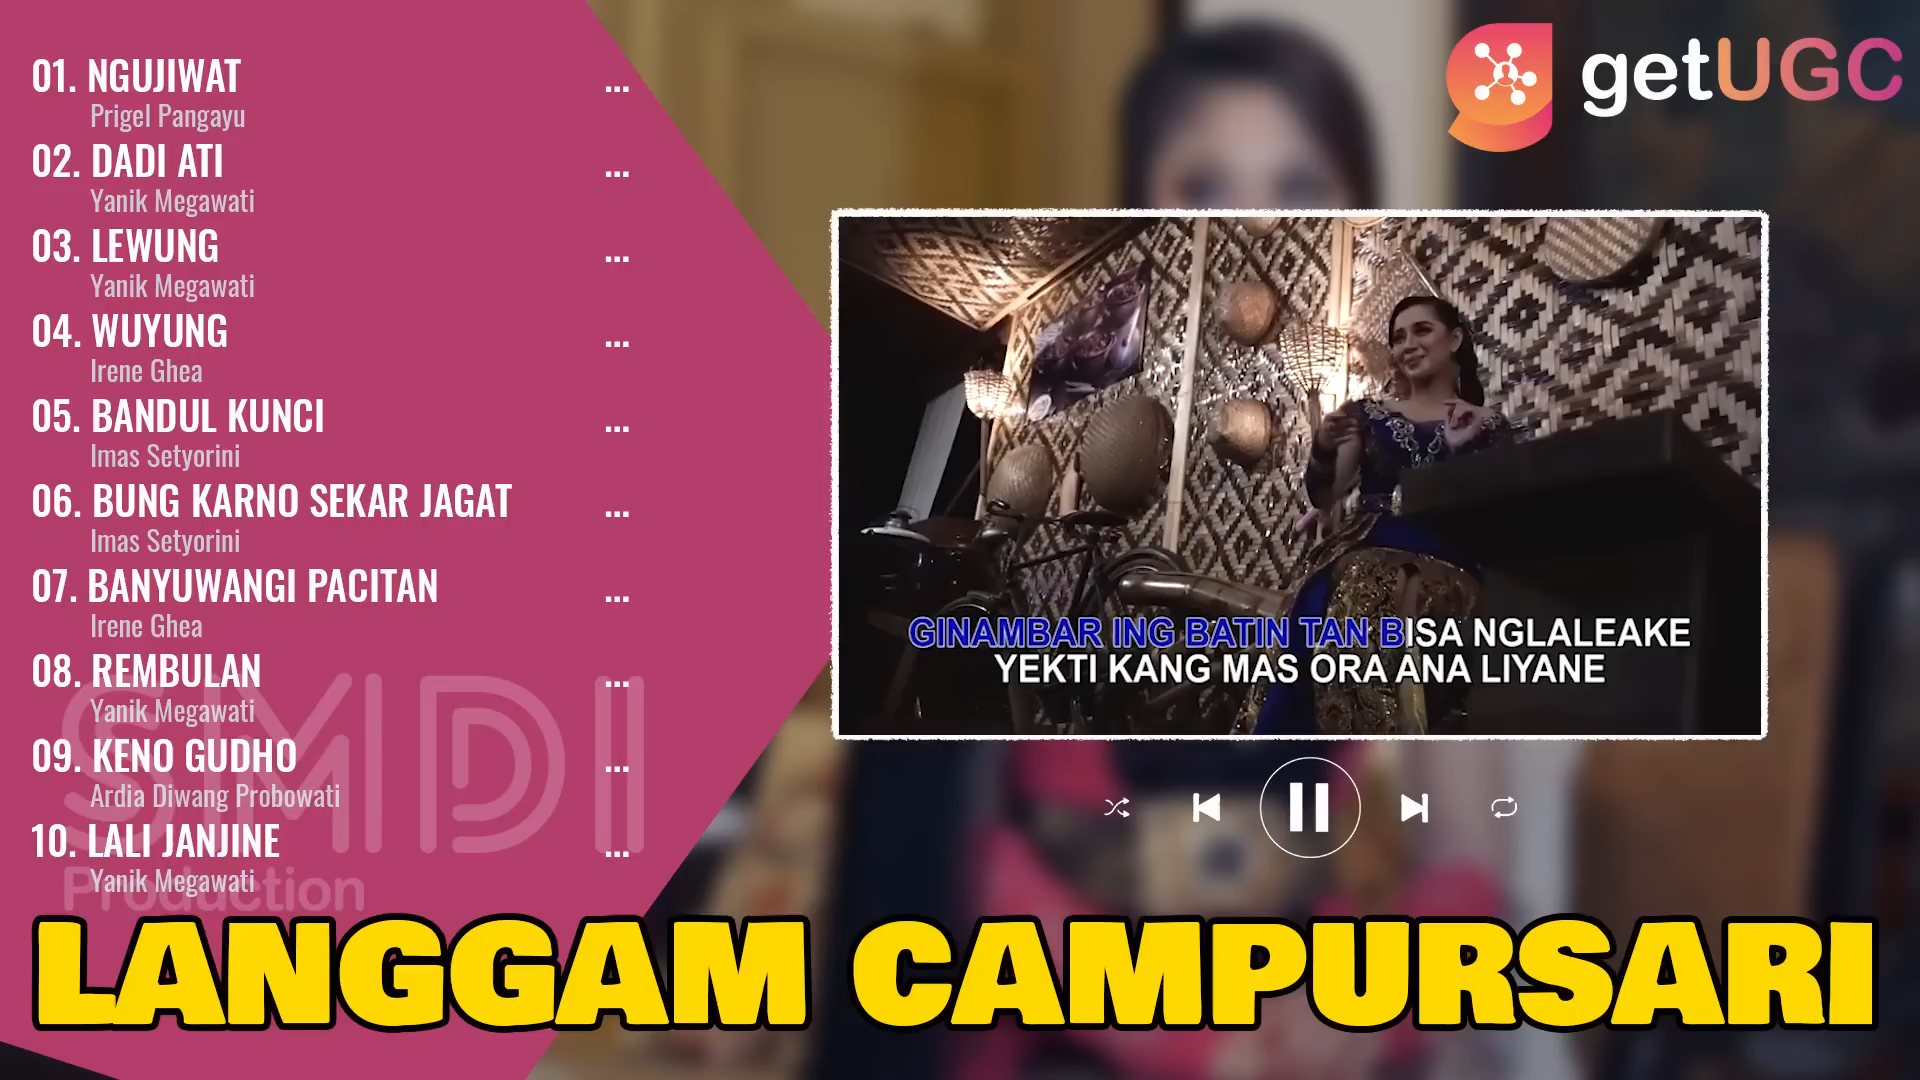 01. NGUJIWAT ...
Prigel Pangayu
02. DADI ATI ...
Yanik Megawati
03. LEWUNG ...
Yanik Megawati
04. WUYUNG ...
Irene Ghea
05. BANDUL KUNCI ...
Imas Setyorini
06. BUNG KARNO SEKAR JAGAT ...
Imas Setyorini
07. BANYUWANGI PACITAN ...
Irene Ghea
08. REMBULAN ...
Yanik Megawati
09. KENO GUDHO ...
Ardia Diwang Probowati
10. LALI JANJINE ...
Yanik Megawati
SMDI
Production
getUGC
GINAMBAR ING BATIN TAN BISA NGLALEAKE
YEKTI KANG MAS ORA ANA LIYANE
LANGGAM CAMPURSARI